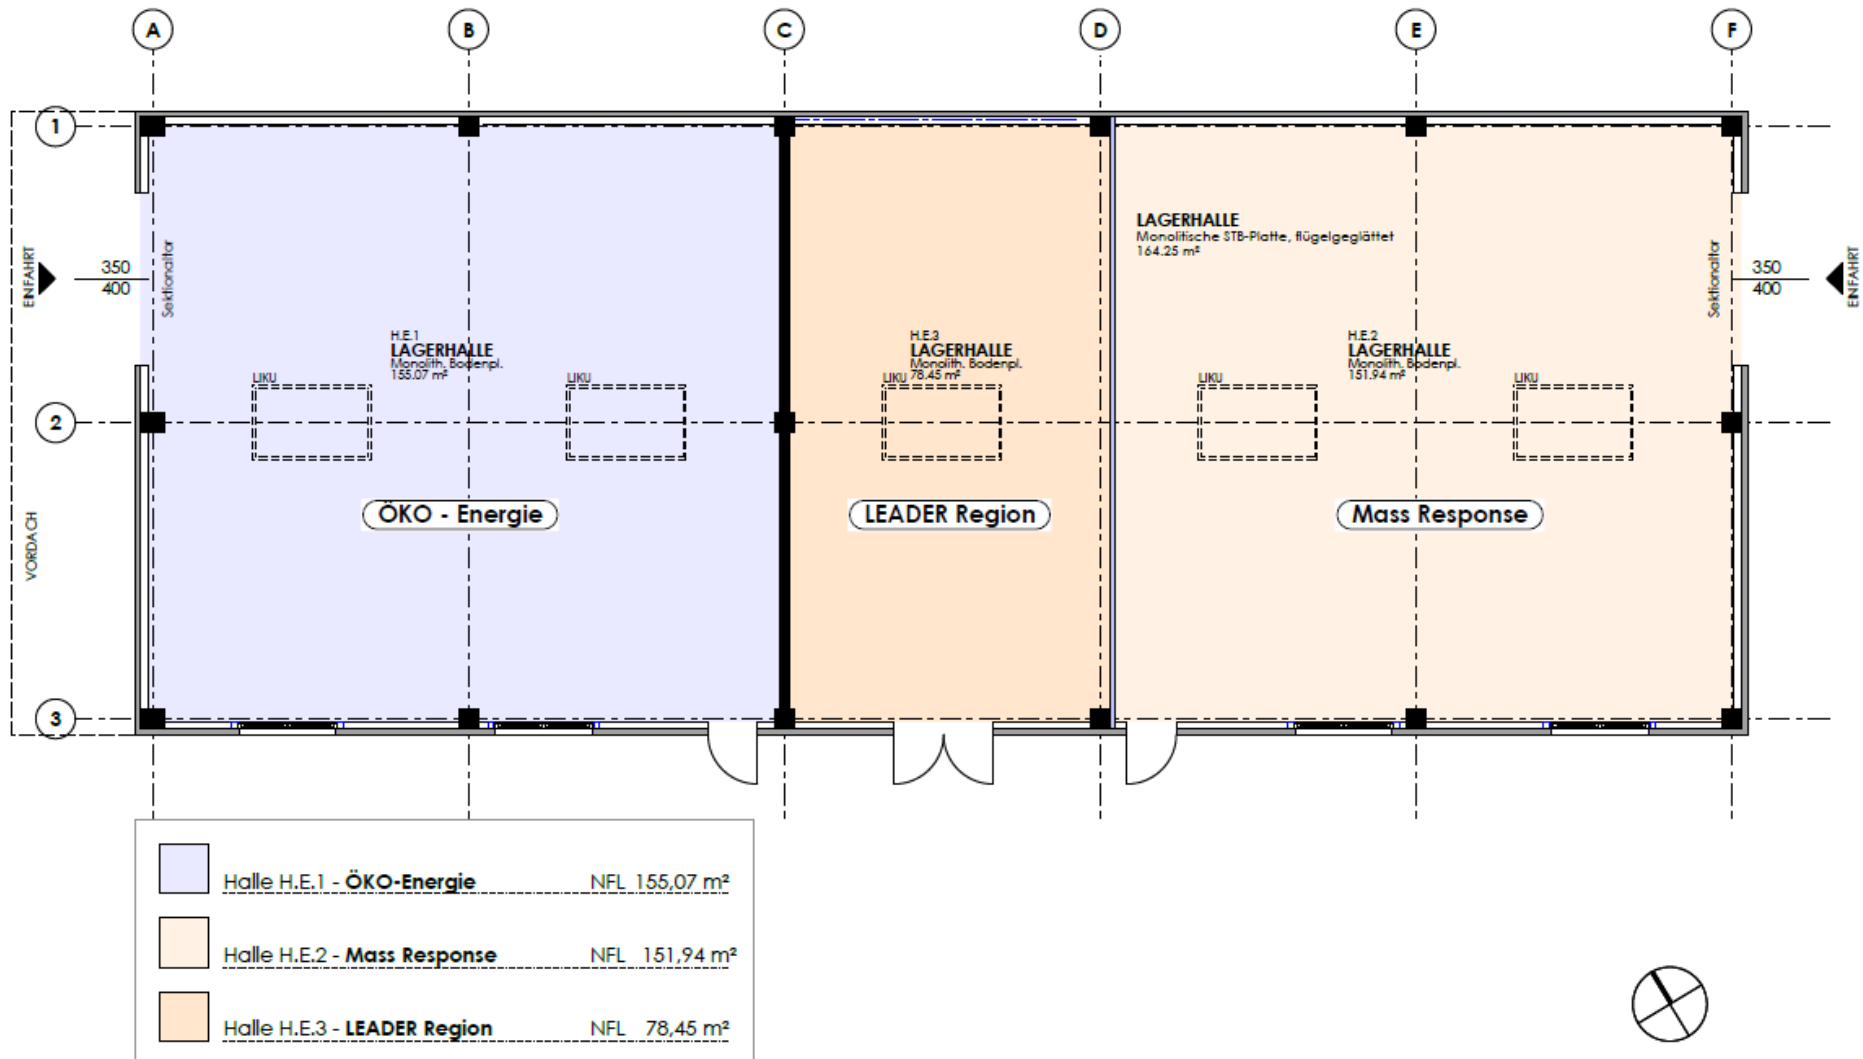 A B C D E F
1
LAGERHALLE
Monolitische STB-Platte, flügelgeglättet
164.25 m²
EINFAHRT
350
400
Sektionaltor
Sektionaltor
350
400
EINFAHRT
H.E.1
LAGERHALLE
Monolith. Bodenpl.
155.07 m²
H.E.3
LAGERHALLE
Monolith. Bodenpl.
78.45 m²
H.E.2
LAGERHALLE
Monolith. Bodenpl.
151.94 m²
LIKU
LIKU
LIKU
LIKU
LIKU
2
ÖKO - Energie
LEADER Region
Mass Response
VORDACH
3
Halle H.E.1 - ÖKO-Energie NFL 155,07 m²
Halle H.E.2 - Mass Response NFL 151,94 m²
Halle H.E.3 - LEADER Region NFL 78,45 m²